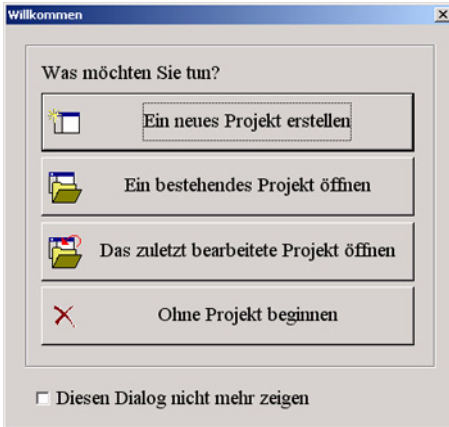 Willkommen
Was möchten Sie tun?
Ein neues Projekt erstellen
Ein bestehendes Projekt öffnen
Das zuletzt bearbeitete Projekt öffnen
Ohne Projekt beginnen
Diesen Dialog nicht mehr zeigen